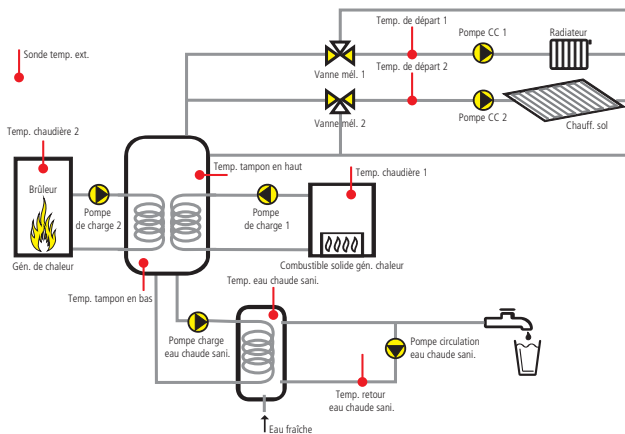 Temp. de départ 1
Pompe CC 1
Radiateur
Sonde temp. ext.
Vanne mél. 1
Temp. de départ 2
Vanne mél. 2
Pompe CC 2
Chauff. sol
Temp. chaudière 2
Temp. tampon en haut
Temp. chaudière 1
Brûleur
Pompe
de charge 2
Pompe
de charge 1
Gén. de chaleur
Combustible solide gén. chaleur
Temp. eau chaude sani.
Temp. tampon en bas
Pompe charge
eau chaude sani.
Pompe circulation
eau chaude sani.
Temp. retour
eau chaude sani.
Eau fraîche